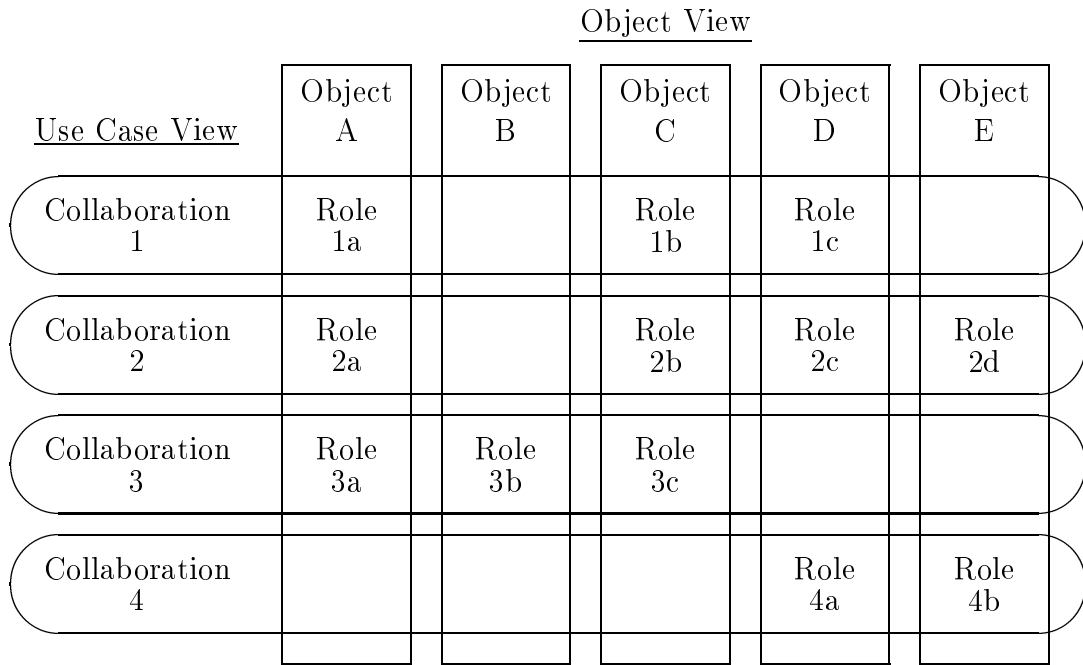 Object View
Object Object Object Object Object
Use Case View A B C D E
Collaboration Role Role Role
1 1a 1b 1c
Collaboration Role Role Role Role
2 2a 2b 2c 2d
Collaboration Role Role Role
3 3a 3b 3c
Collaboration Role Role
4 4a 4b